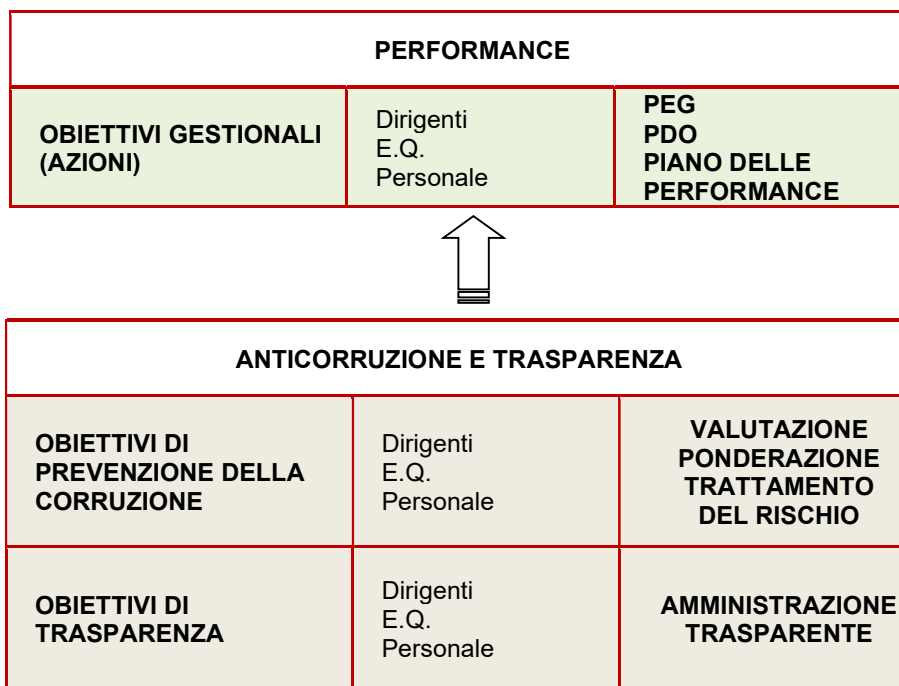 PERFORMANCE
OBIETTIVI GESTIONALI
(AZIONI)
Dirigenti
E.Q.
Personale
PEG
PDO
PIANO DELLE
PERFORMANCE
ANTICORRUZIONE E TRASPARENZA
OBIETTIVI DI
PREVENZIONE DELLA
CORRUZIONE
Dirigenti
E.Q.
Personale
VALUTAZIONE
PONDERAZIONE
TRATTAMENTO
DEL RISCHIO
OBIETTIVI DI
TRASPARENZA
Dirigenti
E.Q.
Personale
AMMINISTRAZIONE
TRASPARENTE